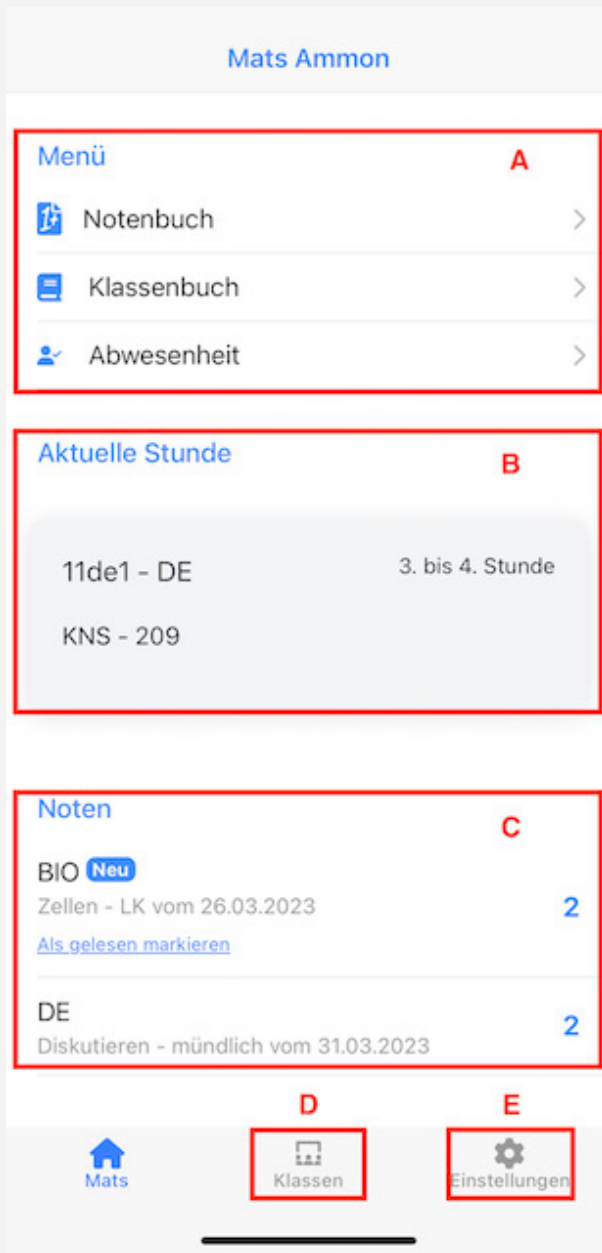 Mats Ammon
Menü A
Notenbuch
Klassenbuch
Abwesenheit
Aktuelle Stunde B
11de1 - DE 3. bis 4. Stunde
KNS - 209
Noten C
BIO Neu
Zellen - LK vom 26.03.2023 2
Als gelesen markieren
DE
Diskutieren - mündlich vom 31.03.2023 2
D E
Mats Klassen Einstellungen